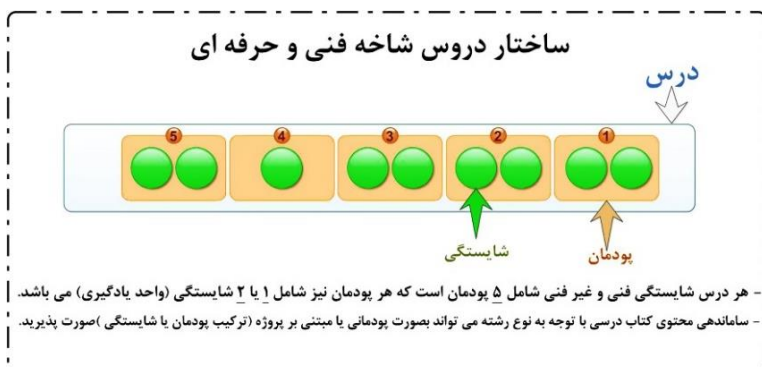 ساختار دروس شاخه فنی و حرفه ای
درس
1 2 3 4 5
شایستگی
پودمان
- هر درس شایستگی فنی و غیر فنی شامل ۵ پودمان است که هر پودمان نیز شامل ۱ یا ۲ شایستگی (واحد یادگیری) می باشد.
- ساماندهی محتوی کتاب درسی با توجه به نوع رشته می تواند بصورت پودمانی یا مبتنی بر پروژه (ترکیب پودمان یا شایستگی )صورت پذیرید.